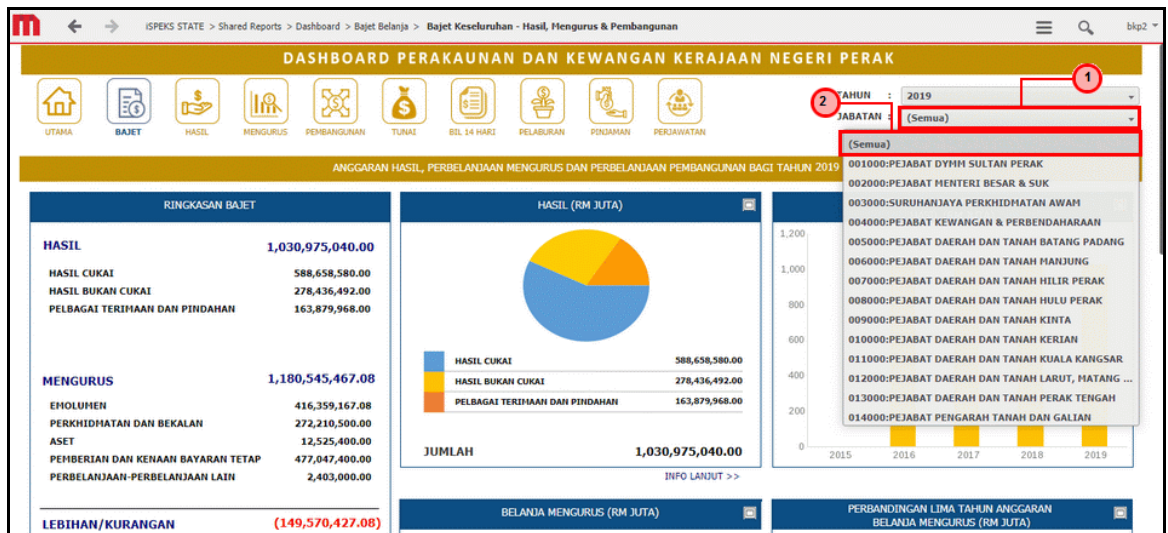 iSPEKS STATE > Shared Reports > Dashboard > Bajet Belanja > Bajet Keseluruhan - Hasil, Mengurus & Pembangunan
bkp2
DASHBOARD PERAKAUNAN DAN KEWANGAN KERAJAAN NEGERI PERAK
UTAMA
BAJET
HASIL
MENGURUS
PEMBANGUNAN
TUNAI
BIL 14 HARI
PELABURAN
PINJAMAN
PERJAWATAN
1
2
TAHUN : 2019
JABATAN : (Semua)
(Semua)
001000:PEJABAT DYMM SULTAN PERAK
002000:PEJABAT MENTERI BESAR & SUK
003000:SURUHANJAYA PERKHIDMATAN AWAM
004000:PEJABAT KEWANGAN & PERBENDAHARAAN
005000:PEJABAT DAERAH DAN TANAH BATANG PADANG
006000:PEJABAT DAERAH DAN TANAH MANJUNG
007000:PEJABAT DAERAH DAN TANAH HILIR PERAK
008000:PEJABAT DAERAH DAN TANAH HULU PERAK
009000:PEJABAT DAERAH DAN TANAH KINTA
010000:PEJABAT DAERAH DAN TANAH KERIAN
011000:PEJABAT DAERAH DAN TANAH KUALA KANGSAR
012000:PEJABAT DAERAH DAN TANAH LARUT, MATANG ...
013000:PEJABAT DAERAH DAN TANAH PERAK TENGAH
014000:PEJABAT PENGARAH TANAH DAN GALIAN
ANGGARAN HASIL, PERBELANJAAN MENGURUS DAN PERBELANJAAN PEMBANGUNAN BAGI TAHUN 2019
RINGKASAN BAJET
HASIL 1,030,975,040.00
HASIL CUKAI 588,658,580.00
HASIL BUKAN CUKAI 278,436,492.00
PELBAGAI TERIMAAN DAN PINDAHAN 163,879,968.00
MENGURUS 1,180,545,467.08
EMOLUMEN 416,359,167.08
PERKHIDMATAN DAN BEKALAN 272,210,500.00
ASET 12,525,400.00
PEMBERIAN DAN KENAAN BAYARAN TETAP 477,047,400.00
PERBELANJAAN-PERBELANJAAN LAIN 2,403,000.00
LEBIHAN/KURANGAN (149,570,427.08)
HASIL (RM JUTA)
HASIL CUKAI 588,658,580.00
HASIL BUKAN CUKAI 278,436,492.00
PELBAGAI TERIMAAN DAN PINDAHAN 163,879,968.00
JUMLAH 1,030,975,040.00
INFO LANJUT >>
BELANJA MENGURUS (RM JUTA)
1,200
1,000
800
600
400
200
0
2015 2016 2017 2018 2019
PERBANDINGAN LIMA TAHUN ANGGARAN
BELANJA MENGURUS (RM JUTA)